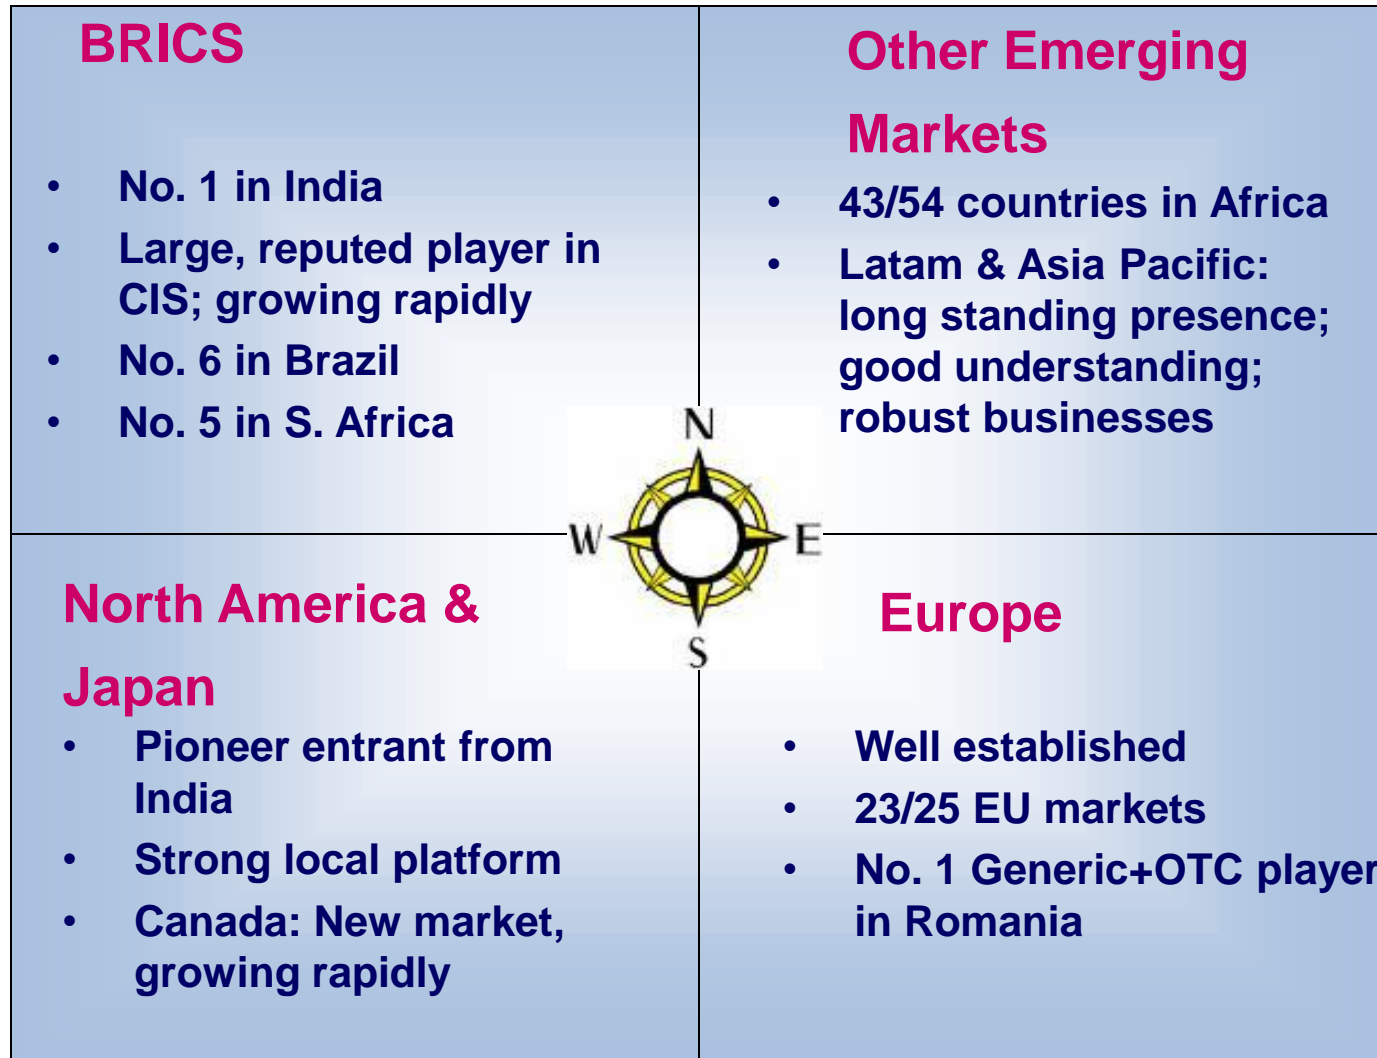 BRICS
• No. 1 in India
• Large, reputed player in
CIS; growing rapidly
• No. 6 in Brazil
• No. 5 in S. Africa
Other Emerging
Markets
• 43/54 countries in Africa
• Latam & Asia Pacific:
long standing presence;
good understanding;
robust businesses
N
W
E
S
North America &
Japan
• Pioneer entrant from
India
• Strong local platform
• Canada: New market,
growing rapidly
Europe
• Well established
• 23/25 EU markets
• No. 1 Generic+OTC player
in Romania